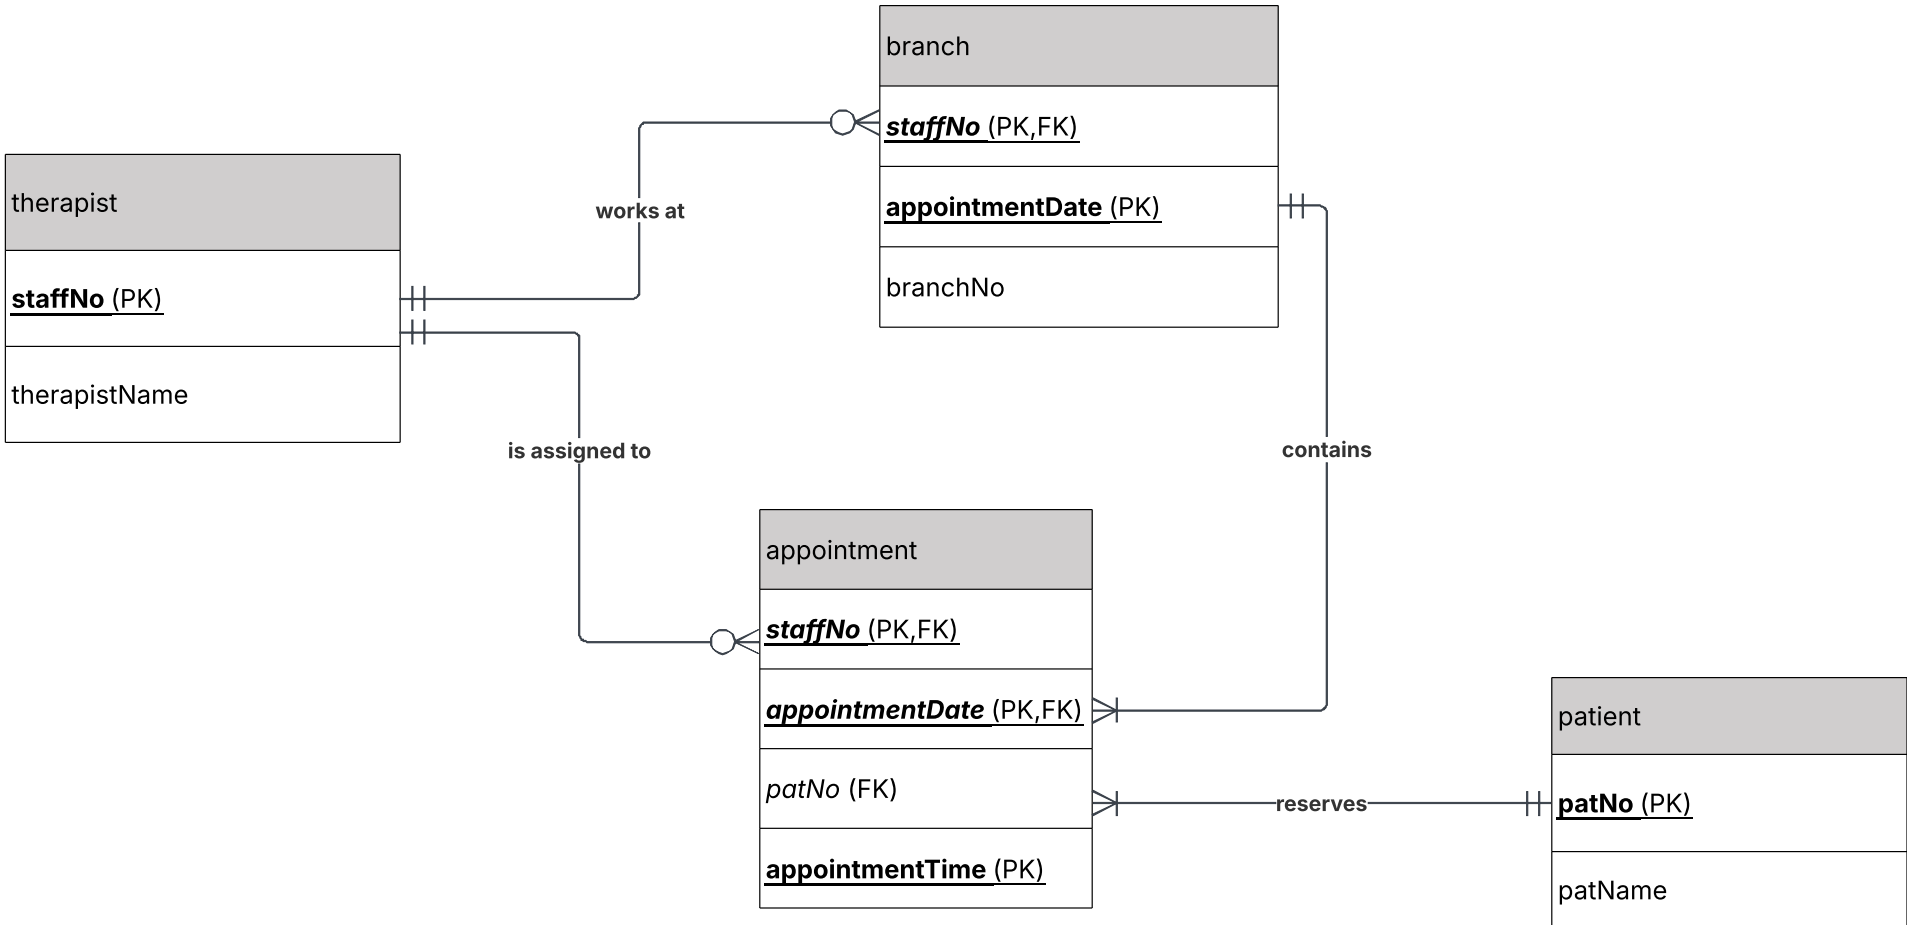 branch
staffNo (PK,FK)
appointmentDate (PK)
branchNo
therapist
staffNo (PK)
therapistName
works at
is assigned to
contains
appointment
staffNo (PK,FK)
appointmentDate (PK,FK)
patNo (FK)
appointmentTime (PK)
reserves
patient
patNo (PK)
patName